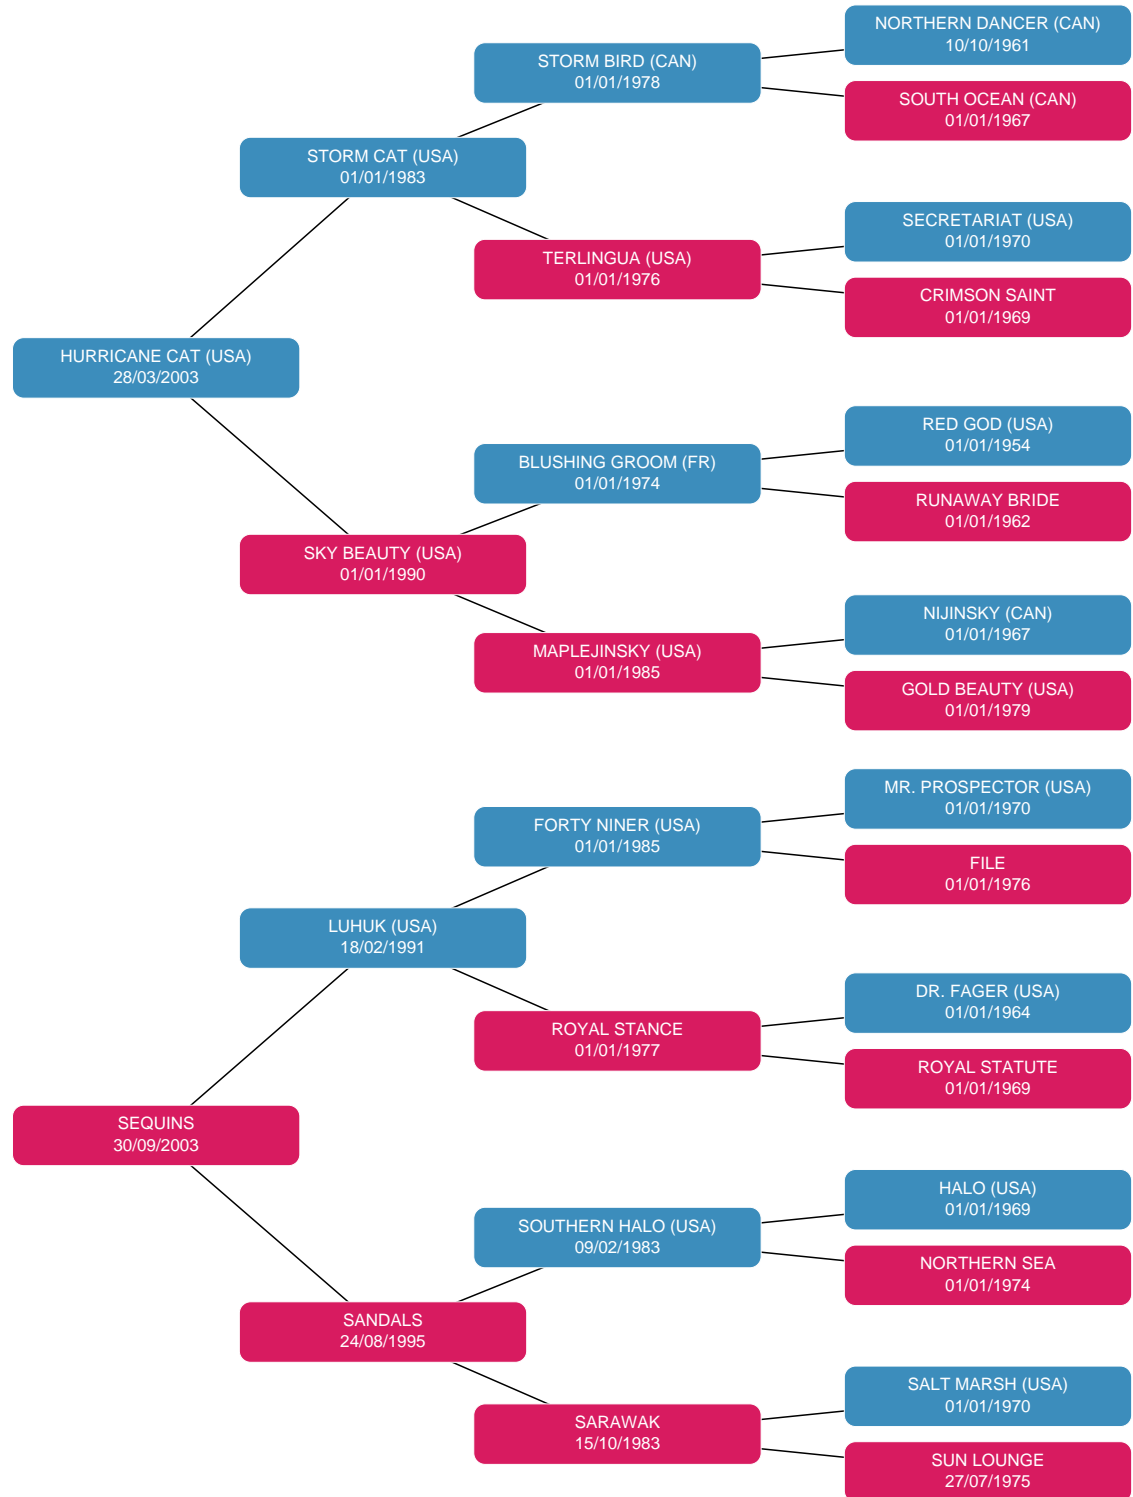 NORTHERN DANCER (CAN)
10/10/1961
STORM BIRD (CAN)
01/01/1978
SOUTH OCEAN (CAN)
01/01/1967
STORM CAT (USA)
01/01/1983
SECRETARIAT (USA)
01/01/1970
TERLINGUA (USA)
01/01/1976
CRIMSON SAINT
01/01/1969
HURRICANE CAT (USA)
28/03/2003
RED GOD (USA)
01/01/1954
BLUSHING GROOM (FR)
01/01/1974
RUNAWAY BRIDE
01/01/1962
SKY BEAUTY (USA)
01/01/1990
NIJINSKY (CAN)
01/01/1967
MAPLEJINSKY (USA)
01/01/1985
GOLD BEAUTY (USA)
01/01/1979
MR. PROSPECTOR (USA)
01/01/1970
FORTY NINER (USA)
01/01/1985
FILE
01/01/1976
LUHUK (USA)
18/02/1991
DR. FAGER (USA)
01/01/1964
ROYAL STANCE
01/01/1977
ROYAL STATUTE
01/01/1969
SEQUINS
30/09/2003
HALO (USA)
01/01/1969
SOUTHERN HALO (USA)
09/02/1983
NORTHERN SEA
01/01/1974
SANDALS
24/08/1995
SALT MARSH (USA)
01/01/1970
SARAWAK
15/10/1983
SUN LOUNGE
27/07/1975